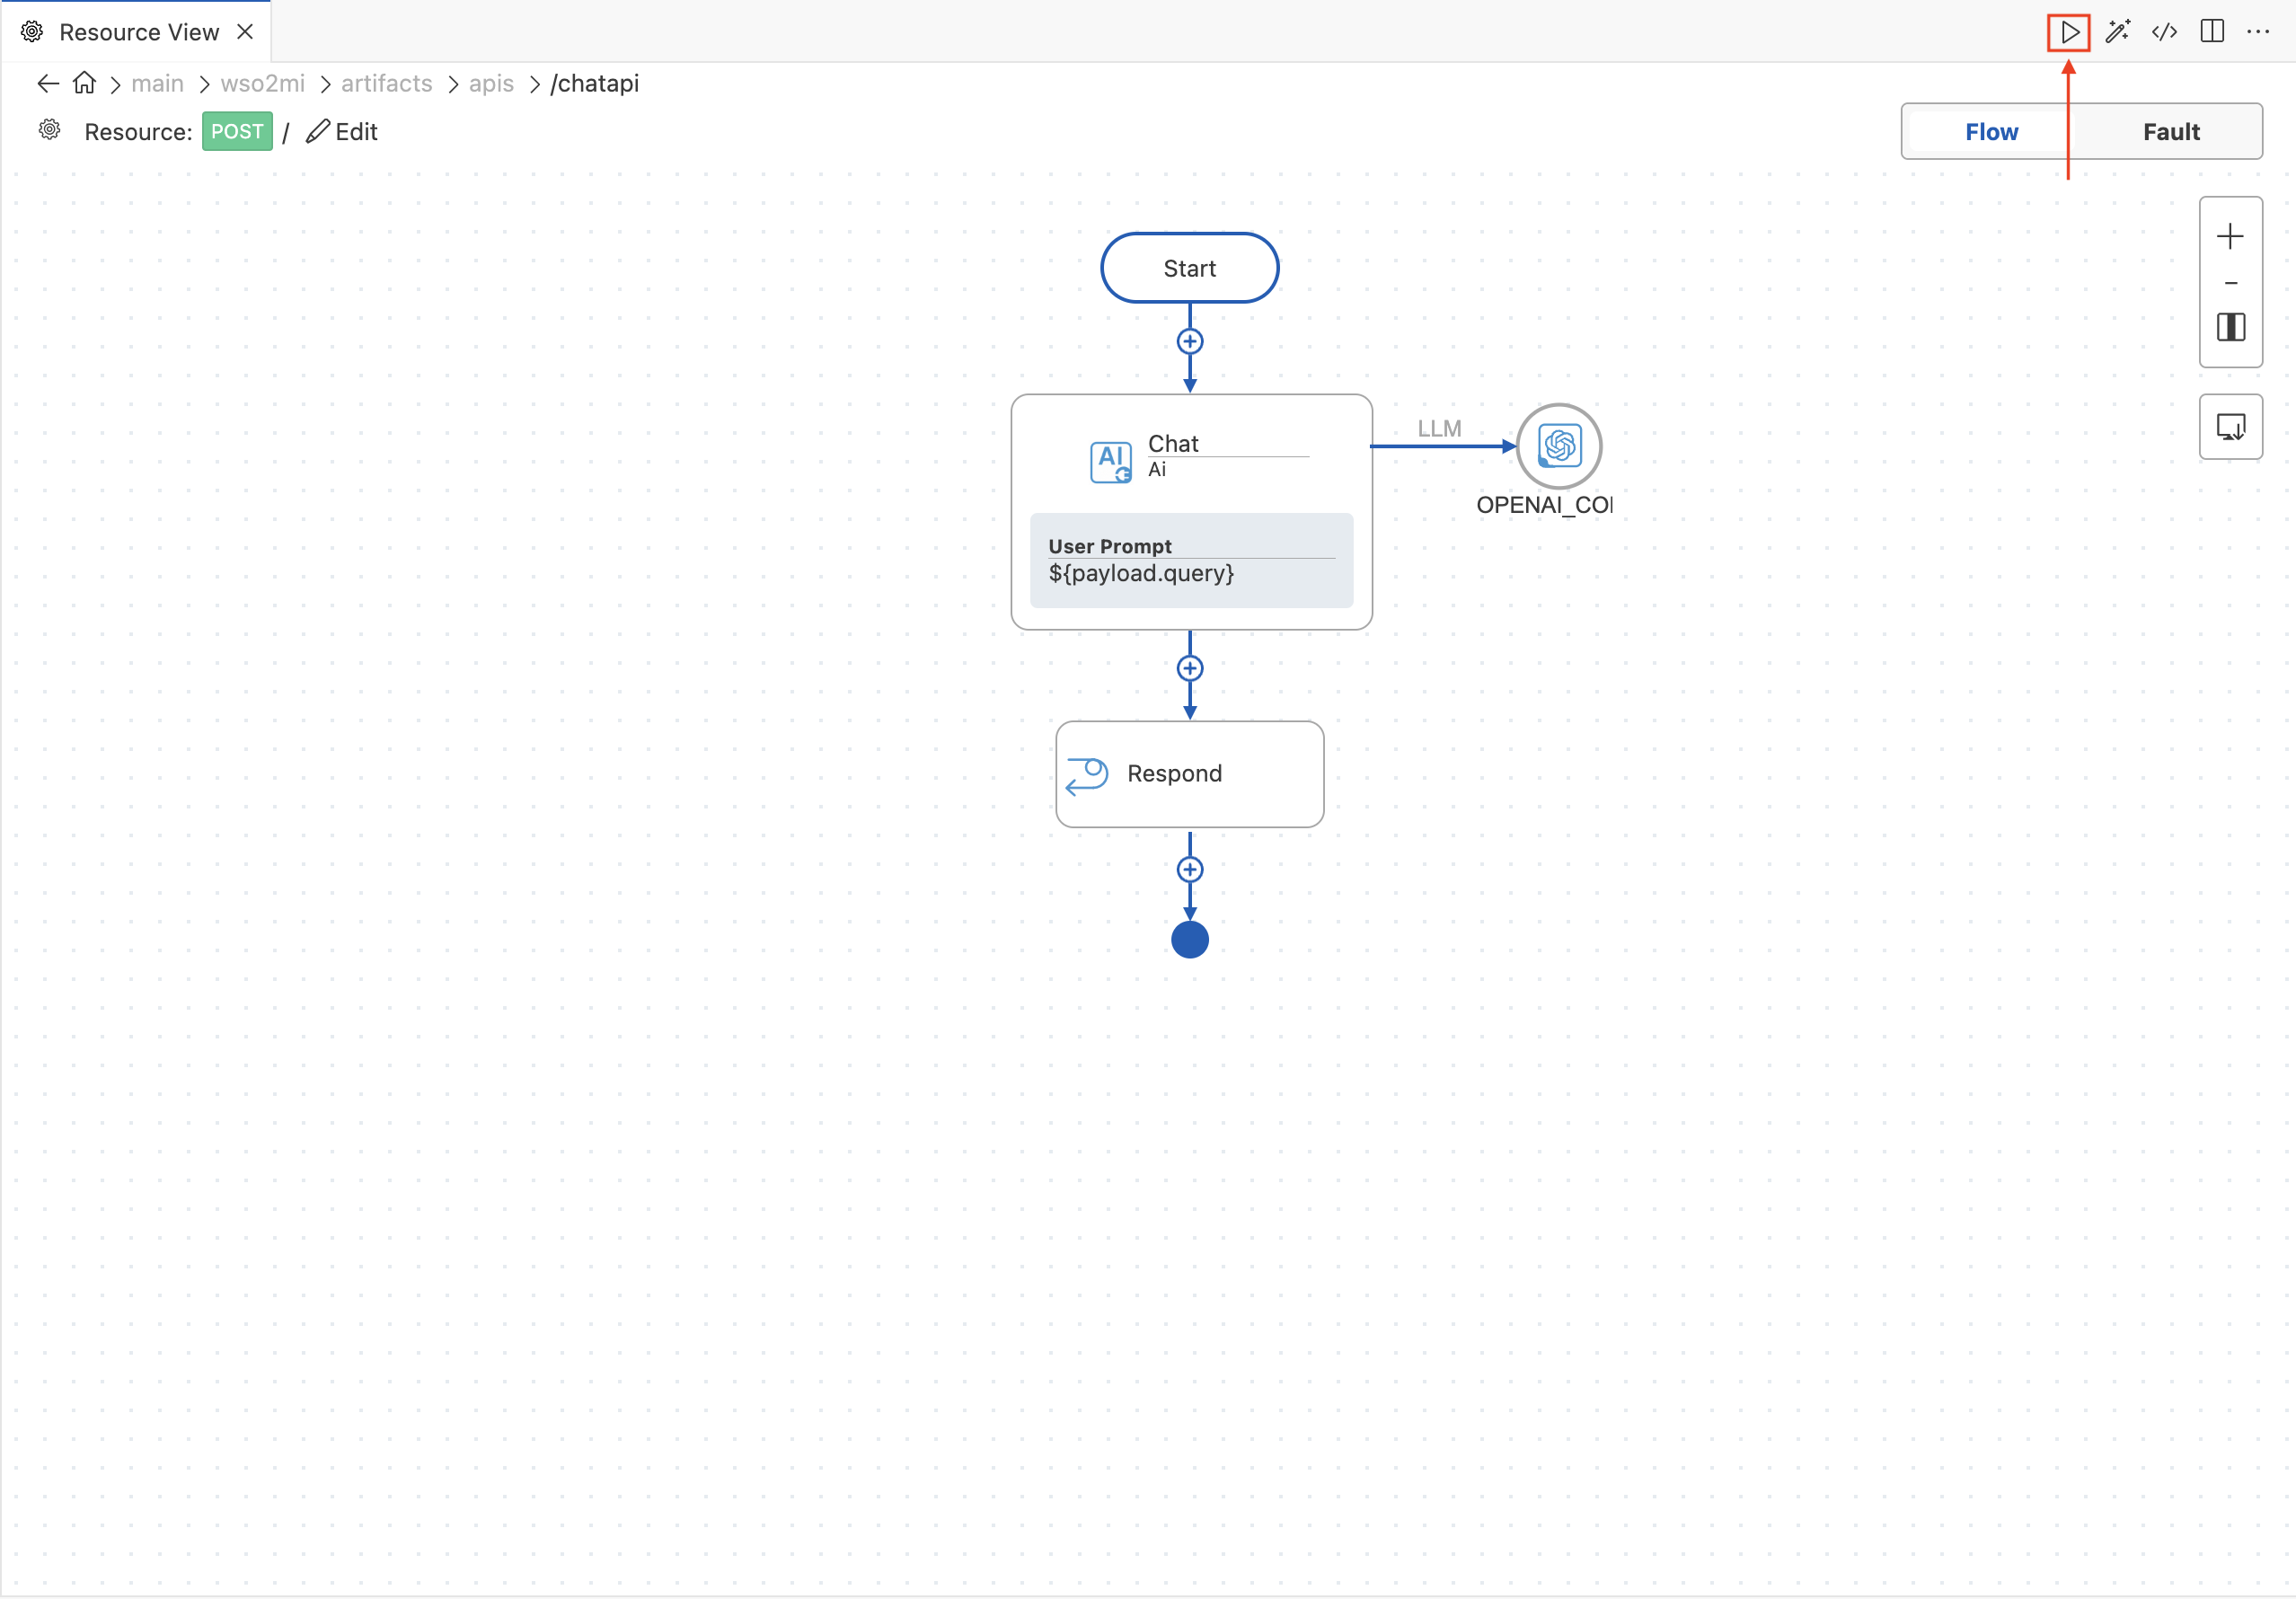 Resource View
main wso2mi artifacts apis /chatapi
Resource: POST / Edit
Flow Fault
Start
Chat
Ai
LLM
AI
OPENAI_COI
User Prompt
${payload.query}
Respond